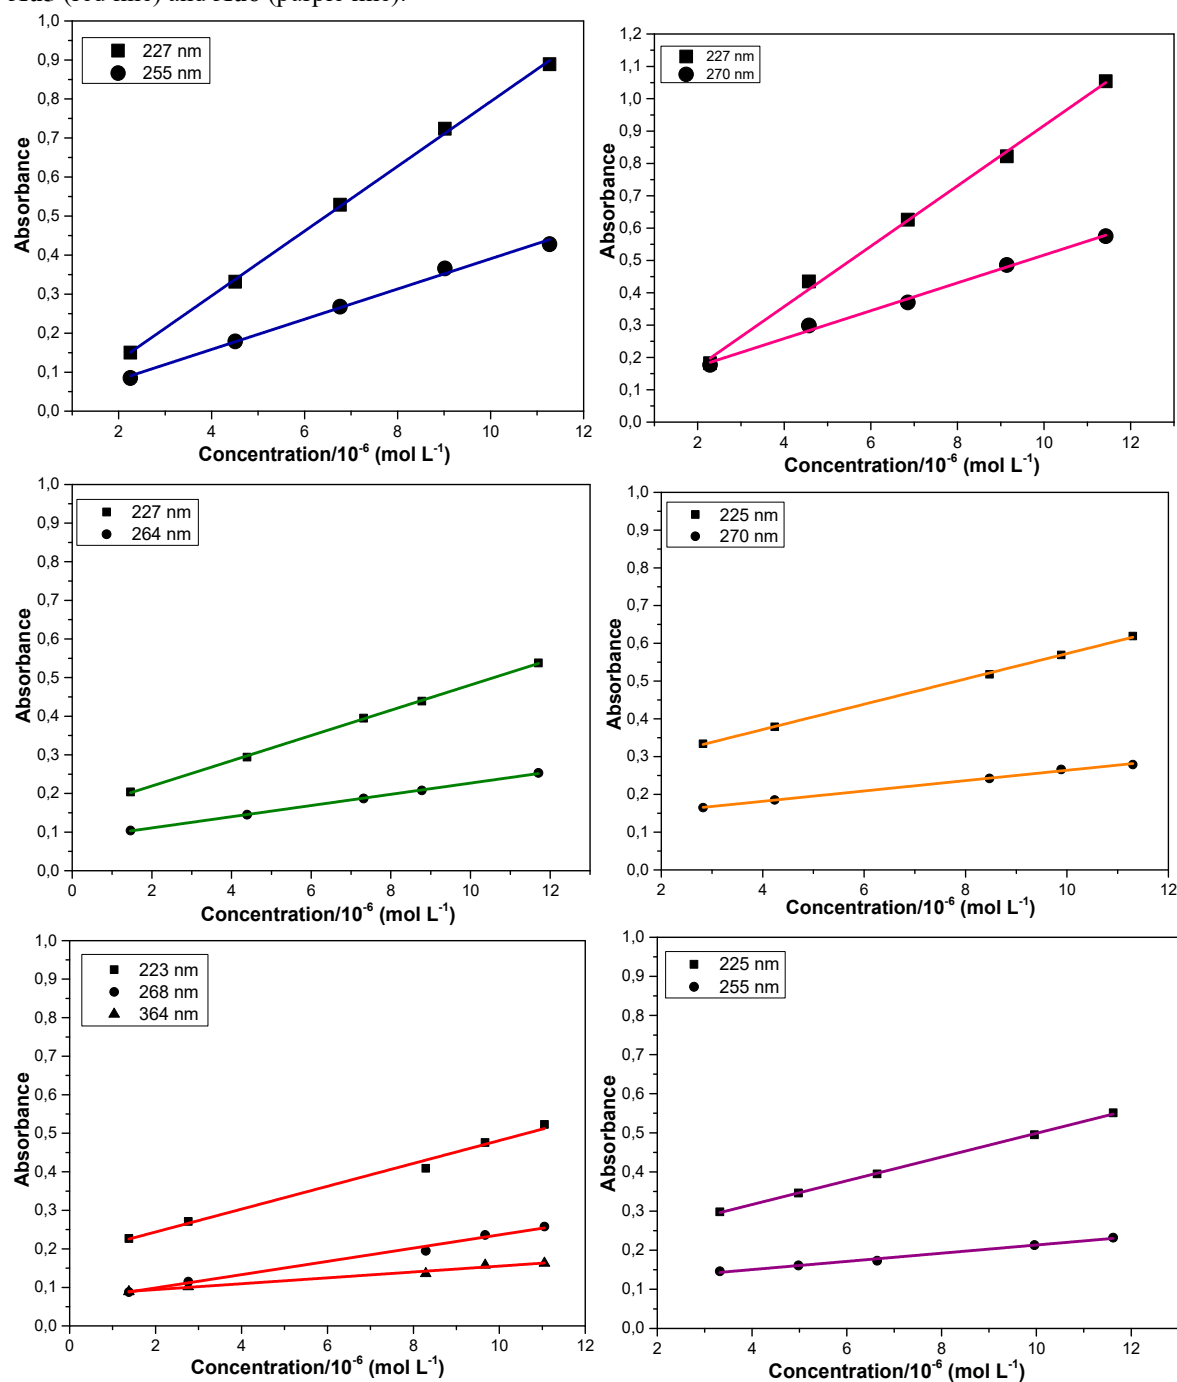 Au5 (red line) and Au6 (purple line).
227 nm
255 nm
1,0
0,9
0,8
0,7
0,6
0,5
0,4
0,3
0,2
0,1
0,0
Absorbance
2 4 6 8 10 12
Concentration/10⁻⁶ (mol L⁻¹)
227 nm
270 nm
1,2
1,1
1,0
0,9
0,8
0,7
0,6
0,5
0,4
0,3
0,2
0,1
0,0
Absorbance
2 4 6 8 10 12
Concentration/10⁻⁶ (mol L⁻¹)
227 nm
264 nm
1,0
0,9
0,8
0,7
0,6
0,5
0,4
0,3
0,2
0,1
0,0
Absorbance
0 2 4 6 8 10 12
Concentration/10⁻⁶ (mol L⁻¹)
225 nm
270 nm
1,0
0,9
0,8
0,7
0,6
0,5
0,4
0,3
0,2
0,1
0,0
Absorbance
2 4 6 8 10 12
Concentration/10⁻⁶ (mol L⁻¹)
223 nm
268 nm
364 nm
1,0
0,9
0,8
0,7
0,6
0,5
0,4
0,3
0,2
0,1
0,0
Absorbance
0 2 4 6 8 10 12
Concentration/10⁻⁶ (mol L⁻¹)
225 nm
255 nm
1,0
0,9
0,8
0,7
0,6
0,5
0,4
0,3
0,2
0,1
0,0
Absorbance
2 4 6 8 10 12
Concentration/10⁻⁶ (mol L⁻¹)